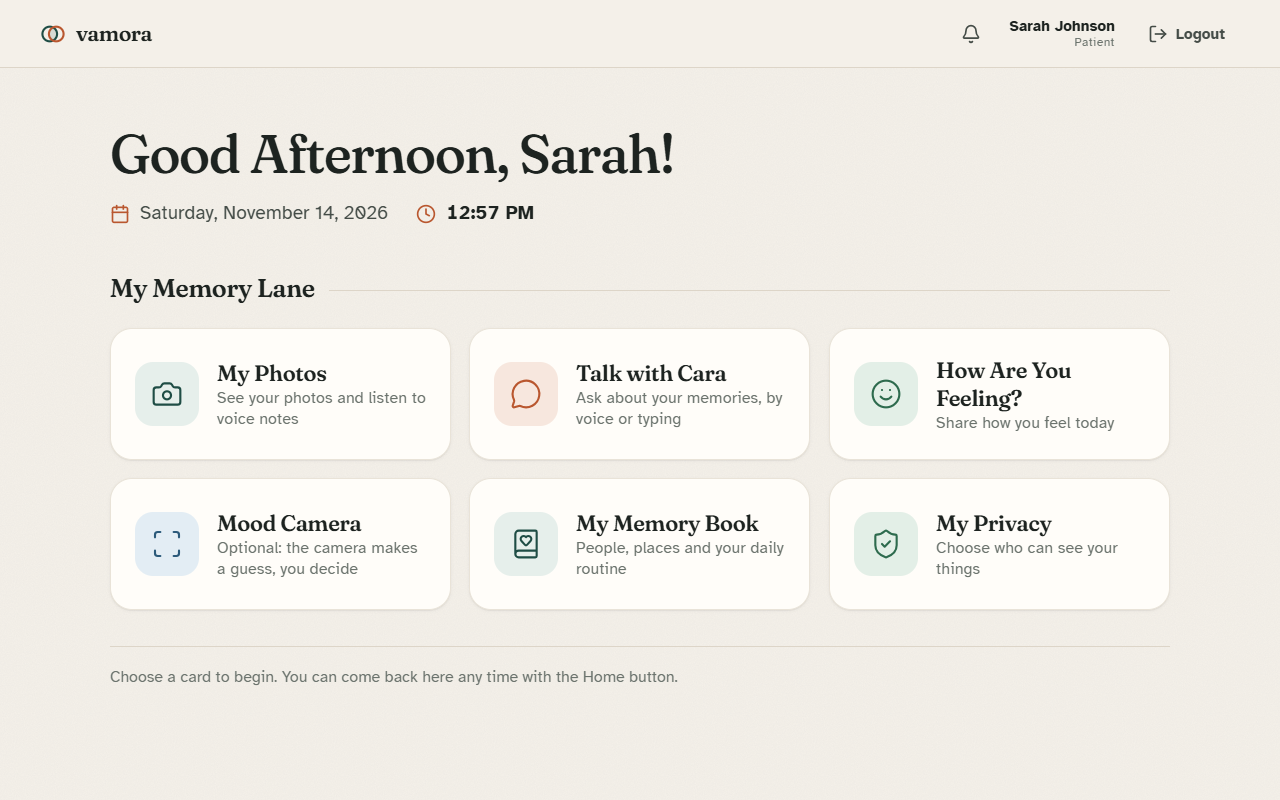 vamora
Sarah Johnson
Patient
Logout
Good Afternoon, Sarah!
Saturday, November 14, 2026
12:57 PM
My Memory Lane
My Photos
See your photos and listen to
voice notes
Talk with Cara
Ask about your memories, by
voice or typing
How Are You
Feeling?
Share how you feel today
Mood Camera
Optional: the camera makes
a guess, you decide
My Memory Book
People, places and your daily
routine
My Privacy
Choose who can see your
things
Choose a card to begin. You can come back here any time with the Home button.